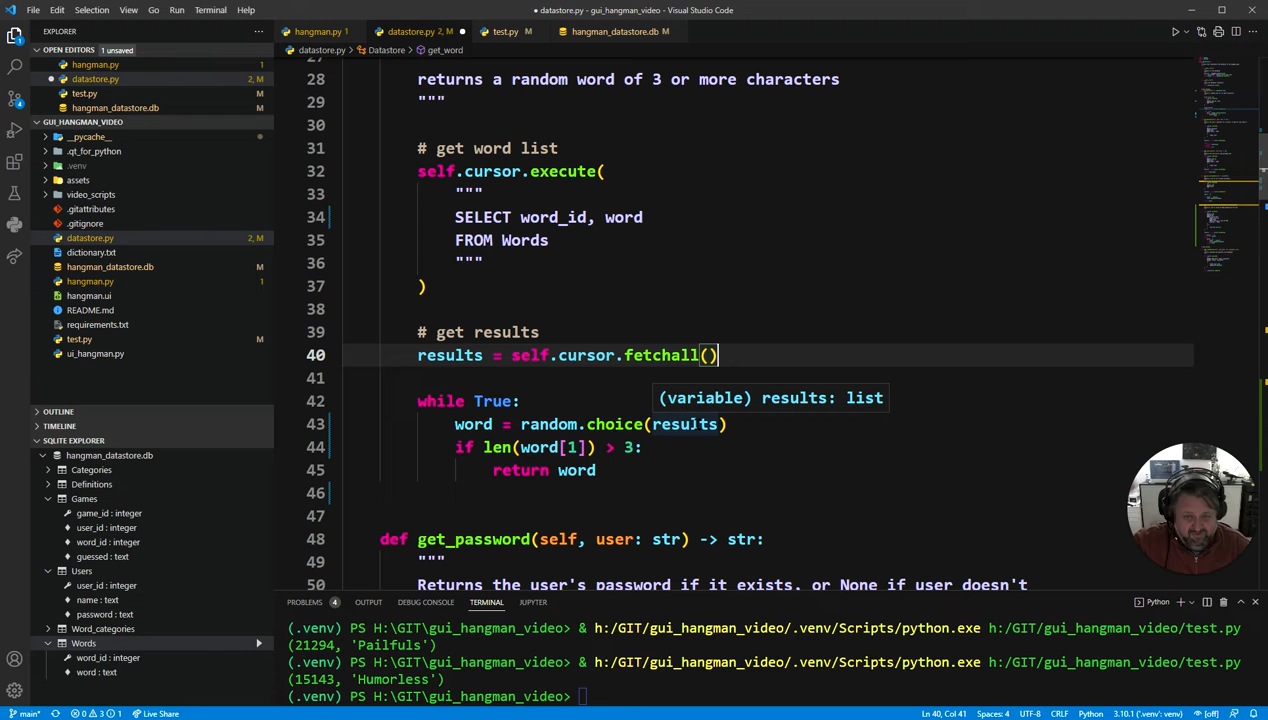 File Edit Selection View Go Run Terminal Help
● datastore.py - gui_hangman_video - Visual Studio Code
EXPLORER
OPEN EDITORS 1 unsaved
hangman.py 1
datastore.py 2, M
test.py M
hangman_datastore.db M
GUI_HANGMAN_VIDEO
__pycache__
.qt_for_python
.venv
assets
video_scripts
.gitattributes
.gitignore
datastore.py 2, M
dictionary.txt
hangman_datastore.db M
hangman.py 1
hangman.ui
README.md
requirements.txt
test.py M
ui_hangman.py
OUTLINE
TIMELINE
SQLITE EXPLORER
hangman_datastore.db
Categories
Definitions
Games
game_id : integer
user_id : integer
word_id : integer
guessed : text
Users
user_id : integer
name : text
password : text
Word_categories
Words
word_id : integer
word : text
hangman.py 1 datastore.py 2, M test.py M hangman_datastore.db M
datastore.py > Datastore > get_word
27
28 returns a random word of 3 or more characters
29 """
30
31 # get word list
32 self.cursor.execute(
33 """
34 SELECT word_id, word
35 FROM Words
36 """
37 )
38
39 # get results
40 results = self.cursor.fetchall()
41
42 while True:
(variable) results: list
43 word = random.choice(results)
44 if len(word[1]) > 3:
45 return word
46
47
48 def get_password(self, user: str) -> str:
49 """
50 Returns the user's password if it exists, or None if user doesn't
PROBLEMS 4 OUTPUT DEBUG CONSOLE TERMINAL JUPYTER
Python
(.venv) PS H:\GIT\gui_hangman_video> & h:/GIT/gui_hangman_video/.venv/Scripts/python.exe h:/GIT/gui_hangman_video/test.py
(21294, 'Pailfuls')
(.venv) PS H:\GIT\gui_hangman_video> & h:/GIT/gui_hangman_video/.venv/Scripts/python.exe h:/GIT/gui_hangman_video/test.py
(15143, 'Humorless')
(.venv) PS H:\GIT\gui_hangman_video>
main* 0 3 1 Live Share Ln 40, Col 41 Spaces: 4 UTF-8 CRLF Python 3.10.1 ('.venv': venv) [off]